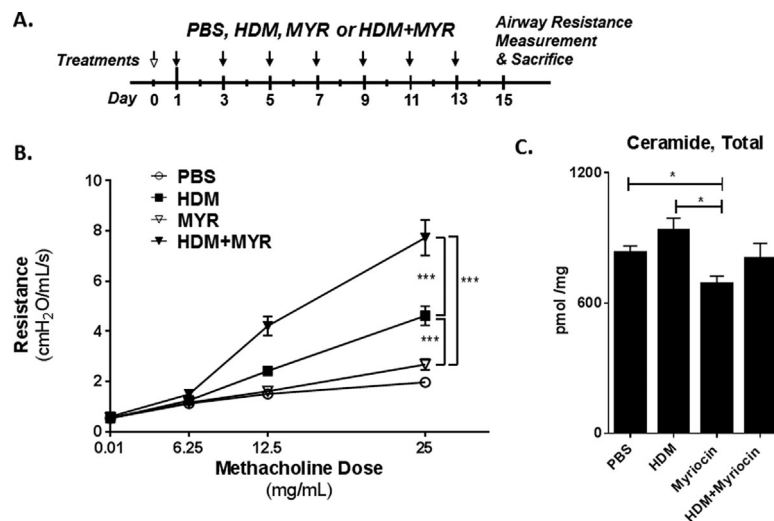 A.
PBS, HDM, MYR or HDM+MYR
Airway Resistance
Measurement
& Sacrifice
Treatments
Day 0 1 3 5 7 9 11 13 15
B.
PBS
HDM
MYR
HDM+MYR
10
8
6
4
2
0
Resistance
(cmH2O/mL/s)
***
***
***
0.01 6.25 12.5 25
Methacholine Dose
(mg/mL)
C.
Ceramide, Total
1200
600
0
pmol /mg
*
*
PBS
HDM
Myriocin
HDM+Myriocin